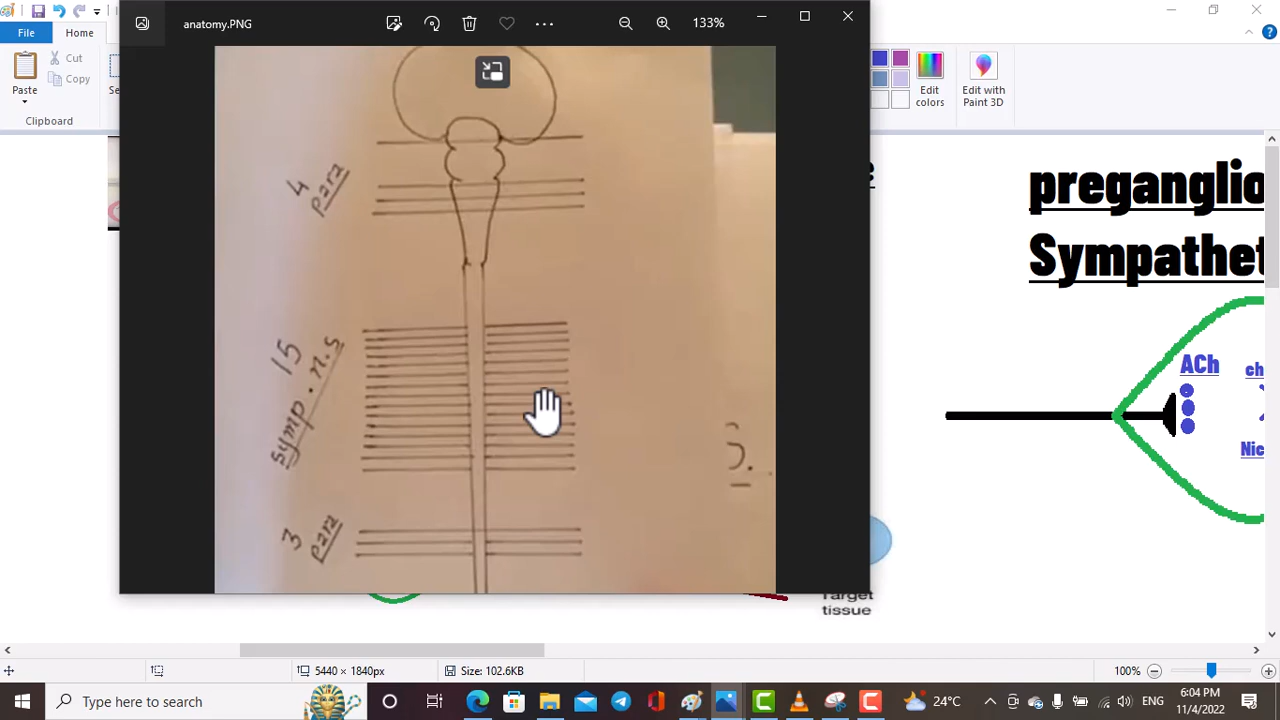 File
Home
Paste
Cut
Copy
Clipboard
anatomy.PNG
133%
Edit
colors
Edit with
Paint 3D
4
para
15
symp. n.s
3
para
preganglio
Sympathet
ACh
ch
Nic
Target
tissue
5440 × 1840px
Size: 102.6KB
100%
Type here to search
24°C
ENG
6:04 PM
11/4/2022